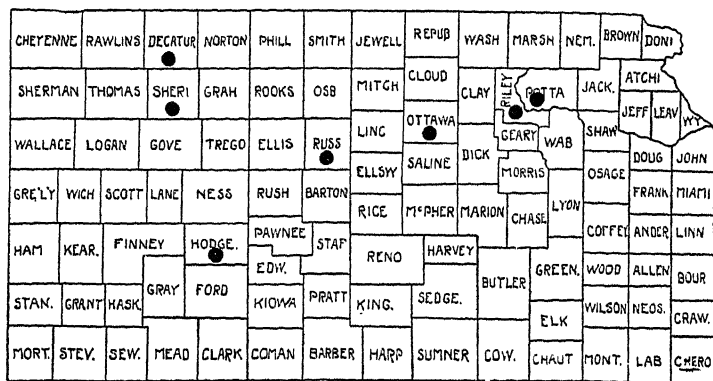 CHEYENNE RAWLINS DECATUR NORTON PHILL SMITH JEWELL REPUB WASH MARSH NEM. BROWN DONI
SHERMAN THOMAS SHERI GRAH ROOKS OSB MITCH CLOUD CLAY RILEY POTTA JACK. ATCHI
JEFF LEAV WY
WALLACE LOGAN GOVE TREGO ELLIS RUSS LINC OTTAWA GEARY WAB SHAW
ELLSW SALINE DICK MORRIS OSAGE DOUG JOHN
GRE'LY WICH SCOTT LANE NESS RUSH BARTON RICE McPHER MARION CHASE LYON FRANK MIAMI
HAM KEAR. FINNEY HODGE. PAWNEE STAF RENO HARVEY COFFEY ANDER LINN
EDW. BUTLER GREEN. WOOD ALLEN BOUR
STAN. GRANT HASK. GRAY FORD KIOWA PRATT KING. SEDGE. ELK WILSON NEOS. CRAW.
MORT. STEV. SEW. MEAD CLARK COMAN BARBER HARP SUMNER COW. CHAUT MONT. LAB CHERO